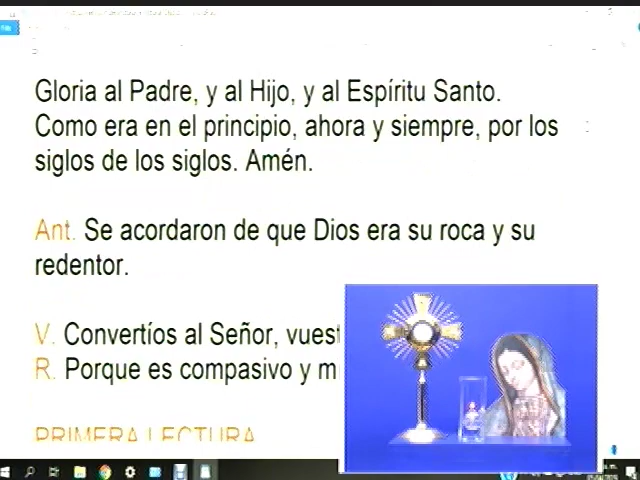 Gloria al Padre, y al Hijo, y al Espíritu Santo.
Como era en el principio, ahora y siempre, por los
siglos de los siglos. Amén.
Ant. Se acordaron de que Dios era su roca y su
redentor.
V. Convertíos al Señor,
R. Porque es compasivo y
PRIMERA LECTURA